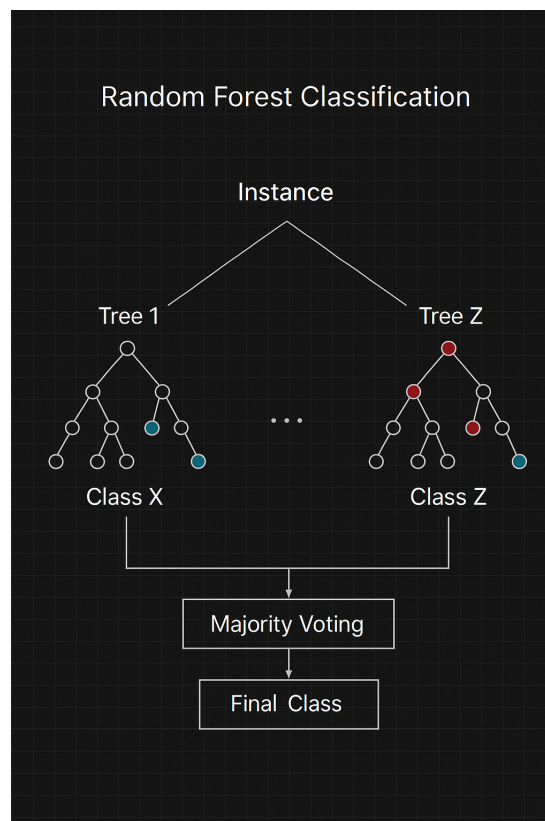 Random Forest Classification
Instance
Tree 1
Tree Z
...
Class X
Class Z
Majority Voting
Final Class